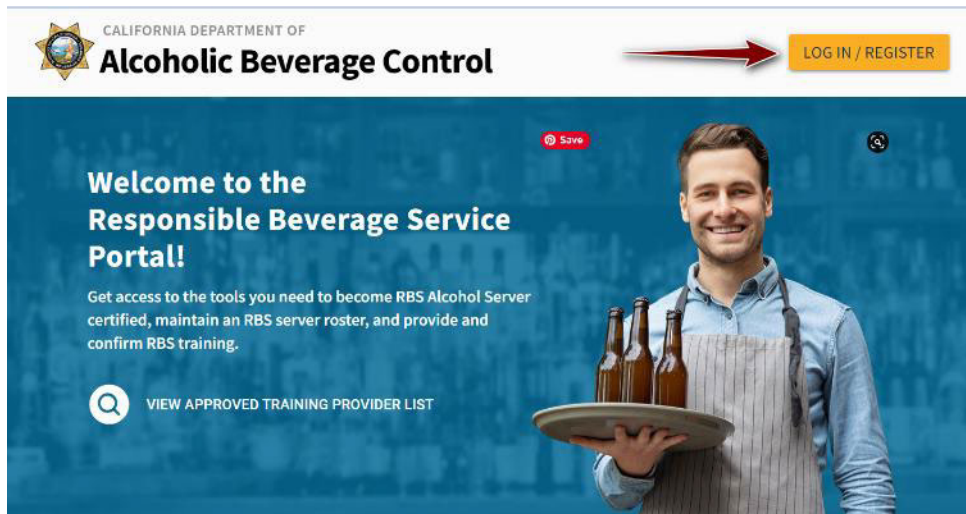 CALIFORNIA DEPARTMENT OF
Alcoholic Beverage Control
LOG IN / REGISTER
Save
Welcome to the
Responsible Beverage Service
Portal!
Get access to the tools you need to become RBS Alcohol Server
certified, maintain an RBS server roster, and provide and
confirm RBS training.
VIEW APPROVED TRAINING PROVIDER LIST